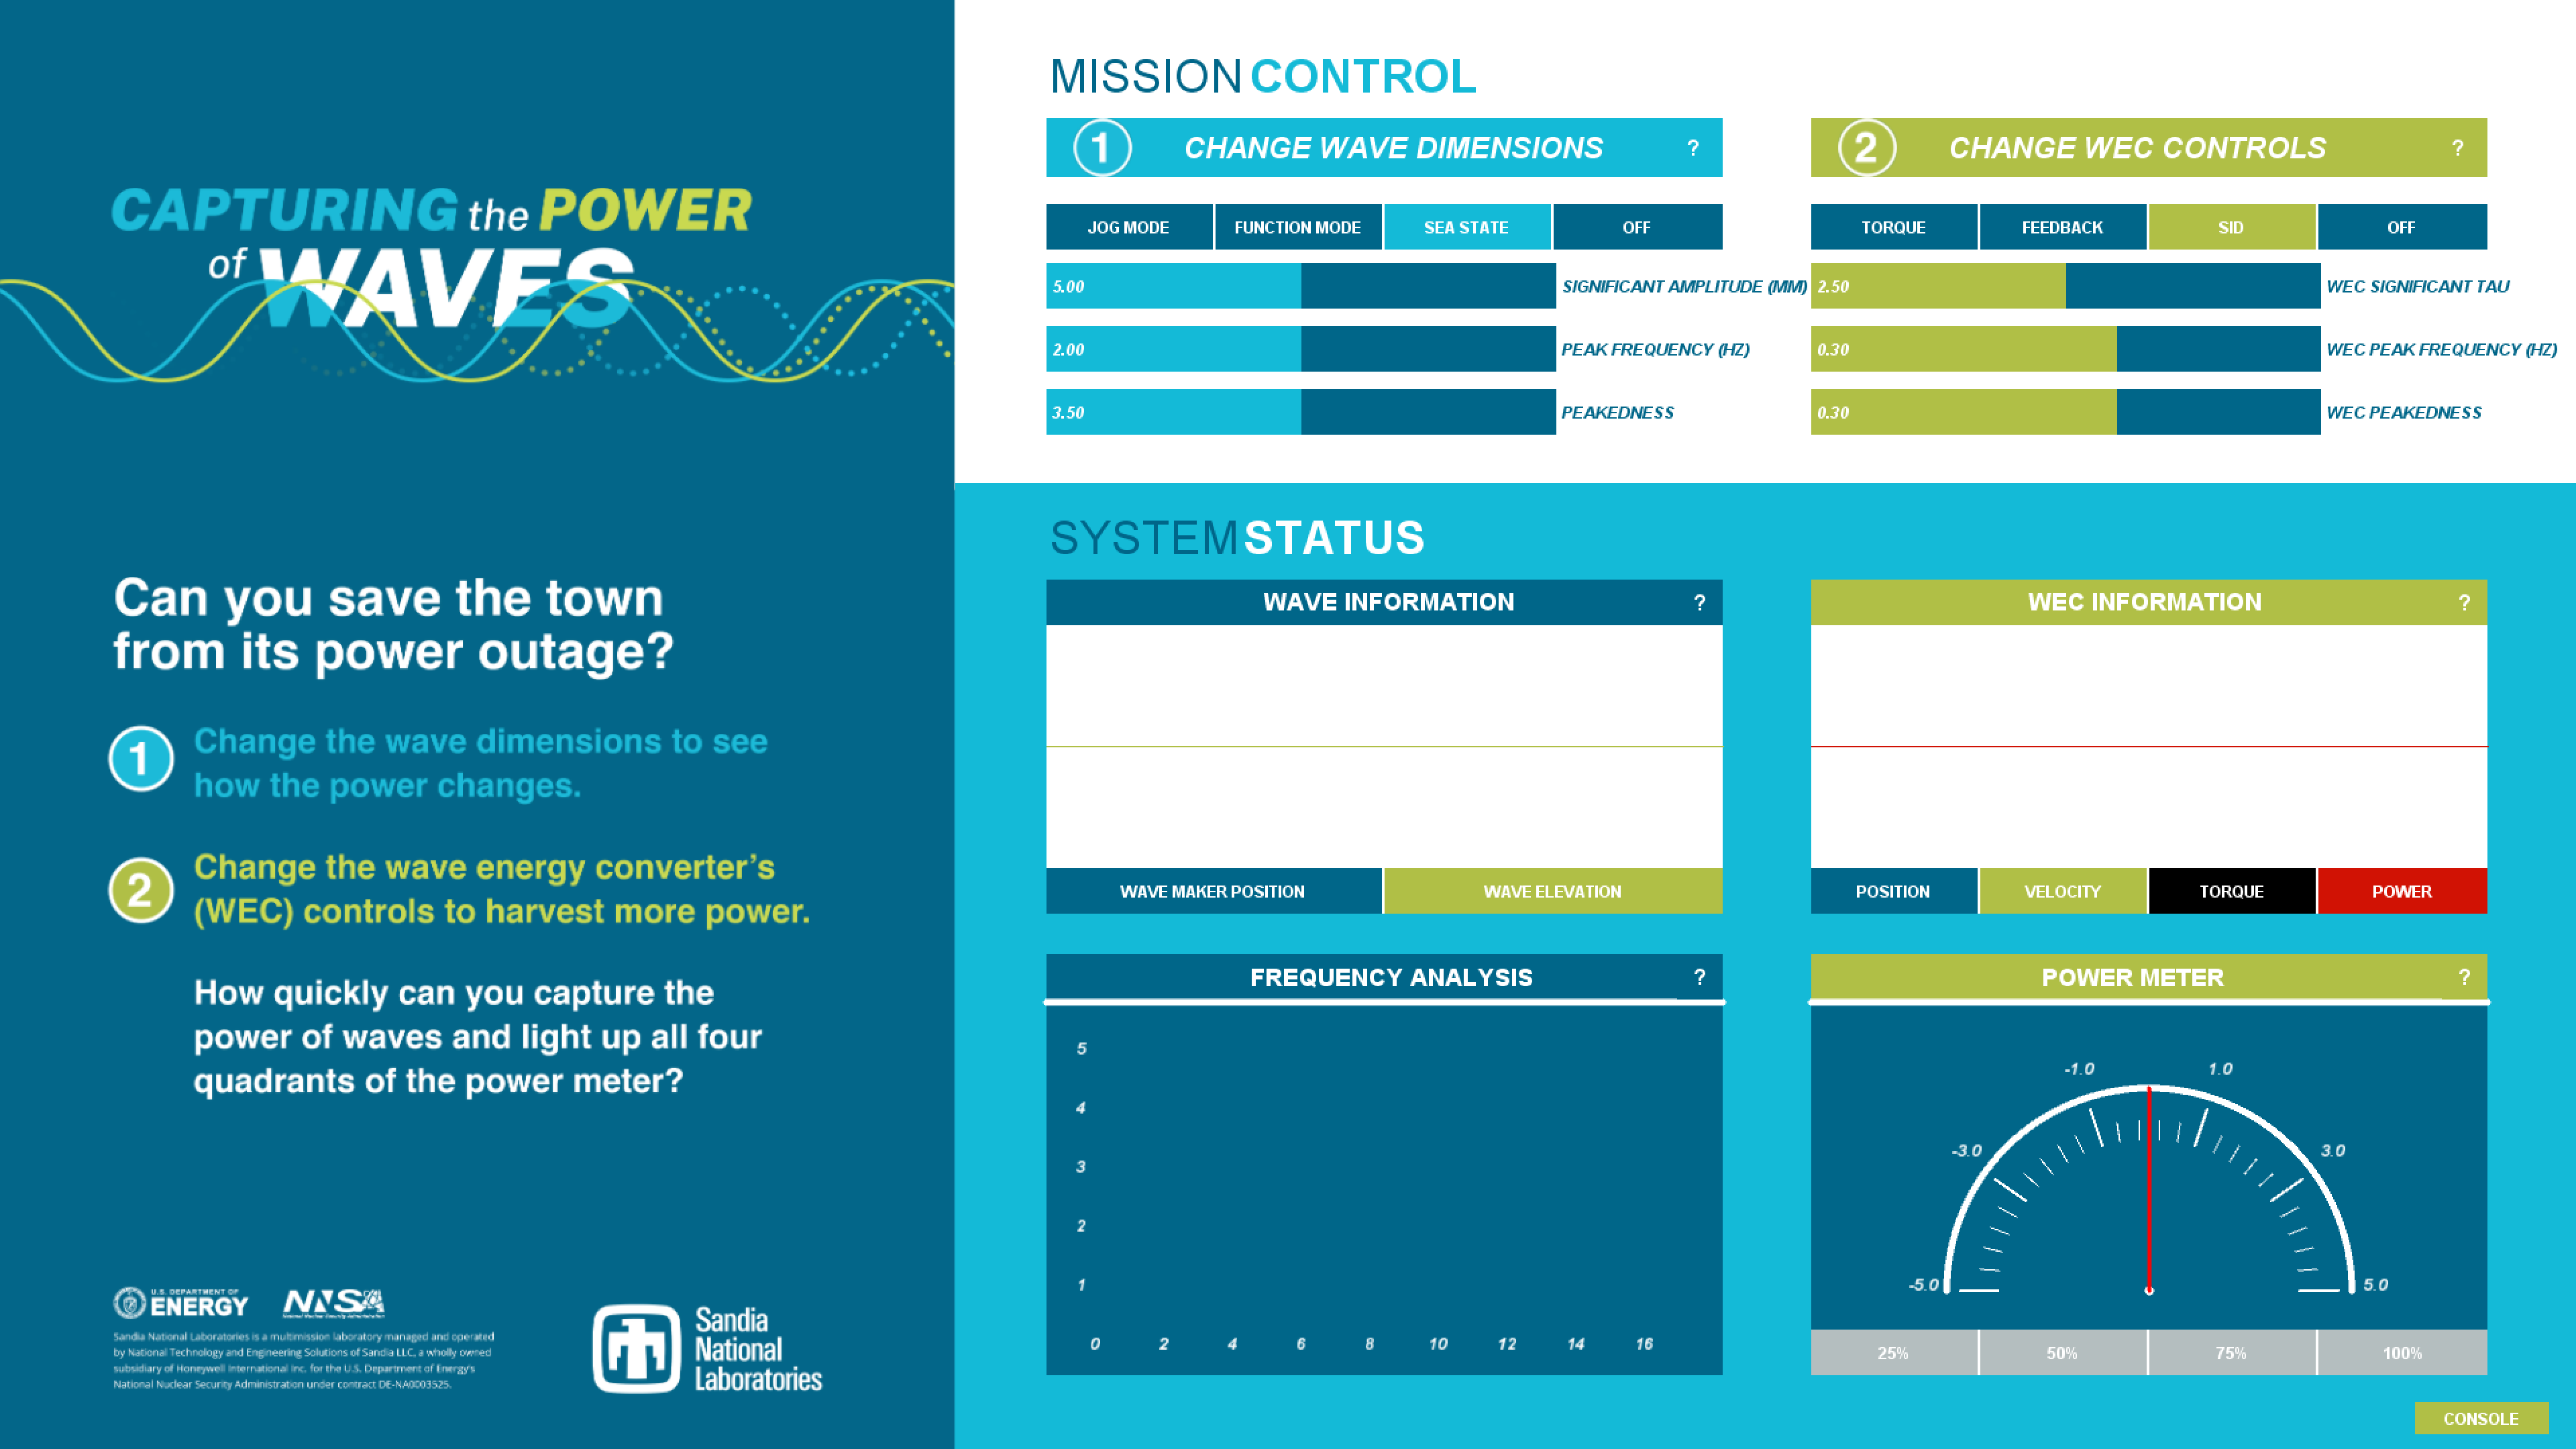 CAPTURING the POWER
of WAVES
Can you save the town
from its power outage?
1 Change the wave dimensions to see
how the power changes.
2 Change the wave energy converter's
(WEC) controls to harvest more power.
How quickly can you capture the
power of waves and light up all four
quadrants of the power meter?
U.S. DEPARTMENT OF
ENERGY
NNSA
National Nuclear Security Administration
Sandia National Laboratories is a multimission laboratory managed and operated
by National Technology and Engineering Solutions of Sandia LLC, a wholly owned
subsidiary of Honeywell International Inc. for the U.S. Department of Energy's
National Nuclear Security Administration under contract DE-NA0003525.
Sandia
National
Laboratories
MISSION CONTROL
1 CHANGE WAVE DIMENSIONS ?
JOG MODE FUNCTION MODE SEA STATE OFF
5.00 SIGNIFICANT AMPLITUDE (MM)
2.00 PEAK FREQUENCY (HZ)
3.50 PEAKEDNESS
2 CHANGE WEC CONTROLS ?
TORQUE FEEDBACK SID OFF
2.50 WEC SIGNIFICANT TAU
0.30 WEC PEAK FREQUENCY (HZ)
0.30 WEC PEAKEDNESS
SYSTEM STATUS
WAVE INFORMATION ?
WAVE MAKER POSITION WAVE ELEVATION
WEC INFORMATION ?
POSITION VELOCITY TORQUE POWER
FREQUENCY ANALYSIS ?
5
4
3
2
1
0 2 4 6 8 10 12 14 16
POWER METER ?
-1.0 1.0
-3.0 3.0
-5.0 5.0
25% 50% 75% 100%
CONSOLE